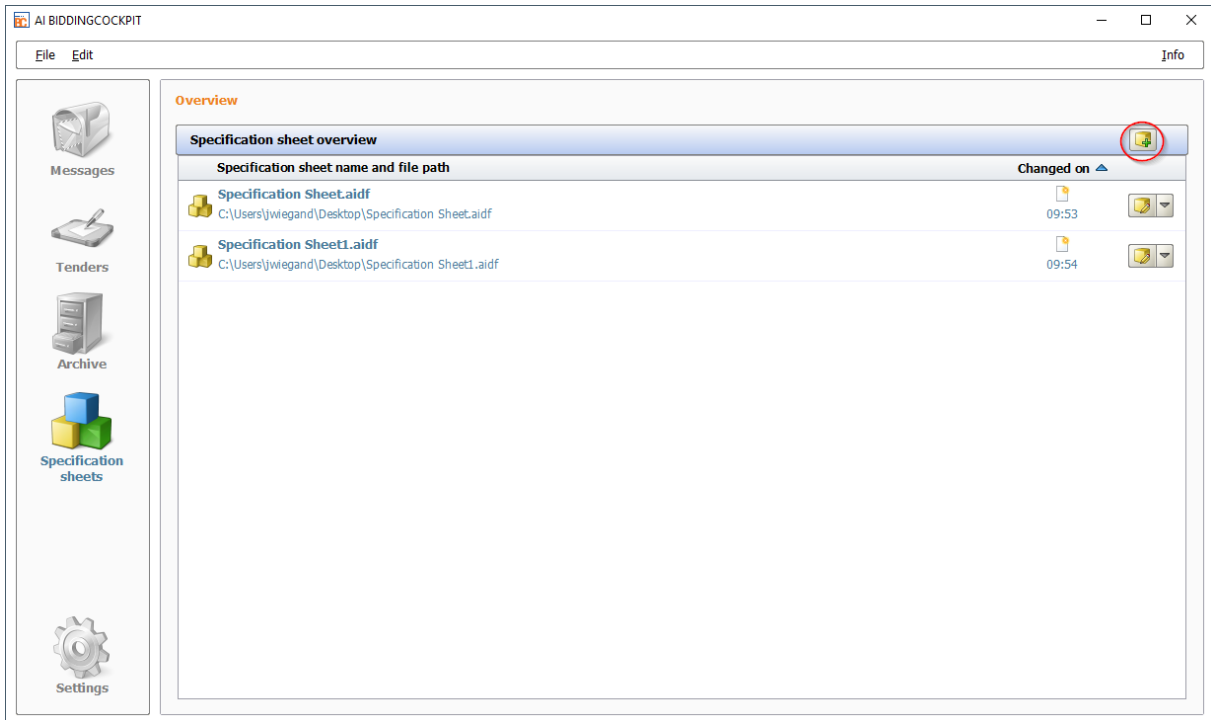 AI BIDDINGCOCKPIT
File Edit Info
Overview
Specification sheet overview
Specification sheet name and file path Changed on
Specification Sheet.aidf
C:\Users\jwiegand\Desktop\Specification Sheet.aidf 09:53
Specification Sheet1.aidf
C:\Users\jwiegand\Desktop\Specification Sheet1.aidf 09:54
Messages
Tenders
Archive
Specification
sheets
Settings